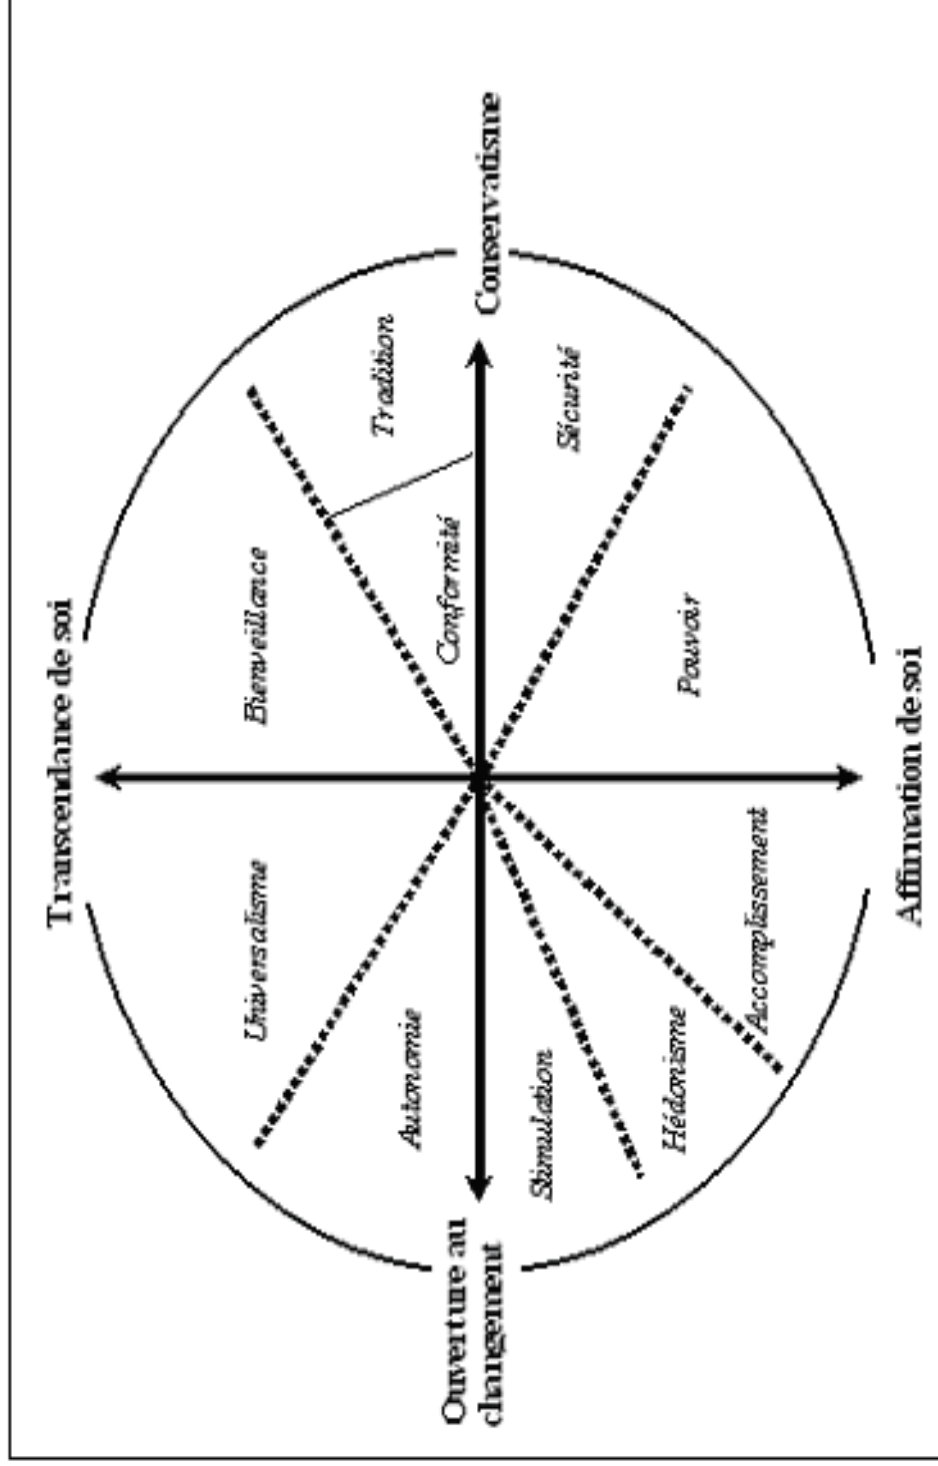 Transcendance de soi
Universalisme
Bienveillance
Autonomie
Tradition
Conformité
Ouverture au
changement
Conservatisme
Stimulation
Sécurité
Hédonisme
Pouvoir
Accomplissement
Affirmation de soi